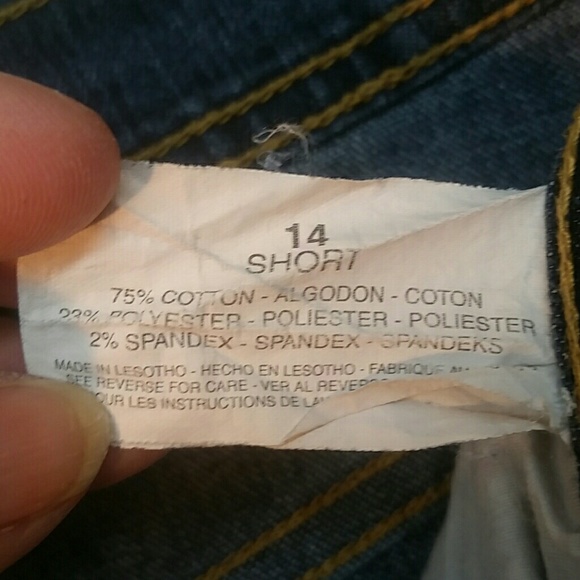 14
SHORT
75% COTTON - ALGODON - COTON
23% POLYESTER - POLIESTER - POLIESTER
2% SPANDEX - SPANDEX - SPANDEKS
MADE IN LESOTHO - HECHO EN LESOTHO - FABRIQUE
SEE REVERSE FOR CARE - VER AL
LES INSTRUCTIONS DE